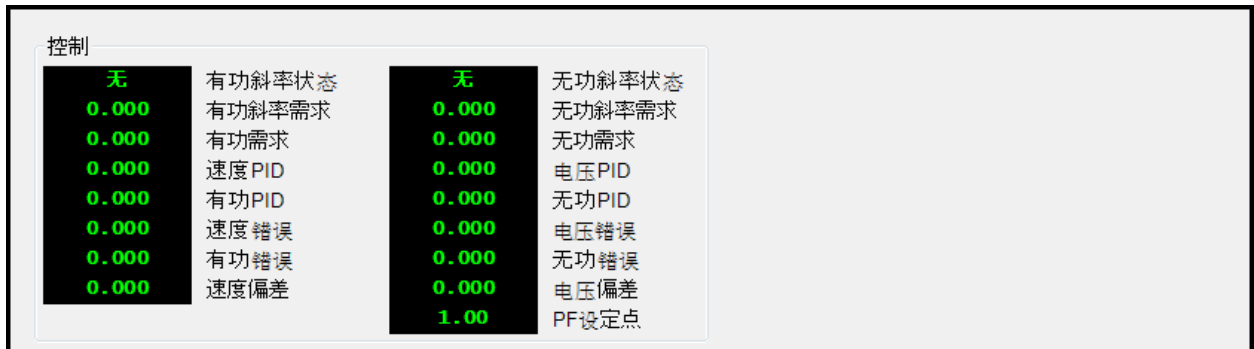 控制
无 有功斜率状态 无 无功斜率状态
0.000 有功斜率需求 0.000 无功斜率需求
0.000 有功需求 0.000 无功需求
0.000 速度PID 0.000 电压PID
0.000 有功PID 0.000 无功PID
0.000 速度错误 0.000 电压错误
0.000 有功错误 0.000 无功错误
0.000 速度偏差 0.000 电压偏差
1.00 PF设定点